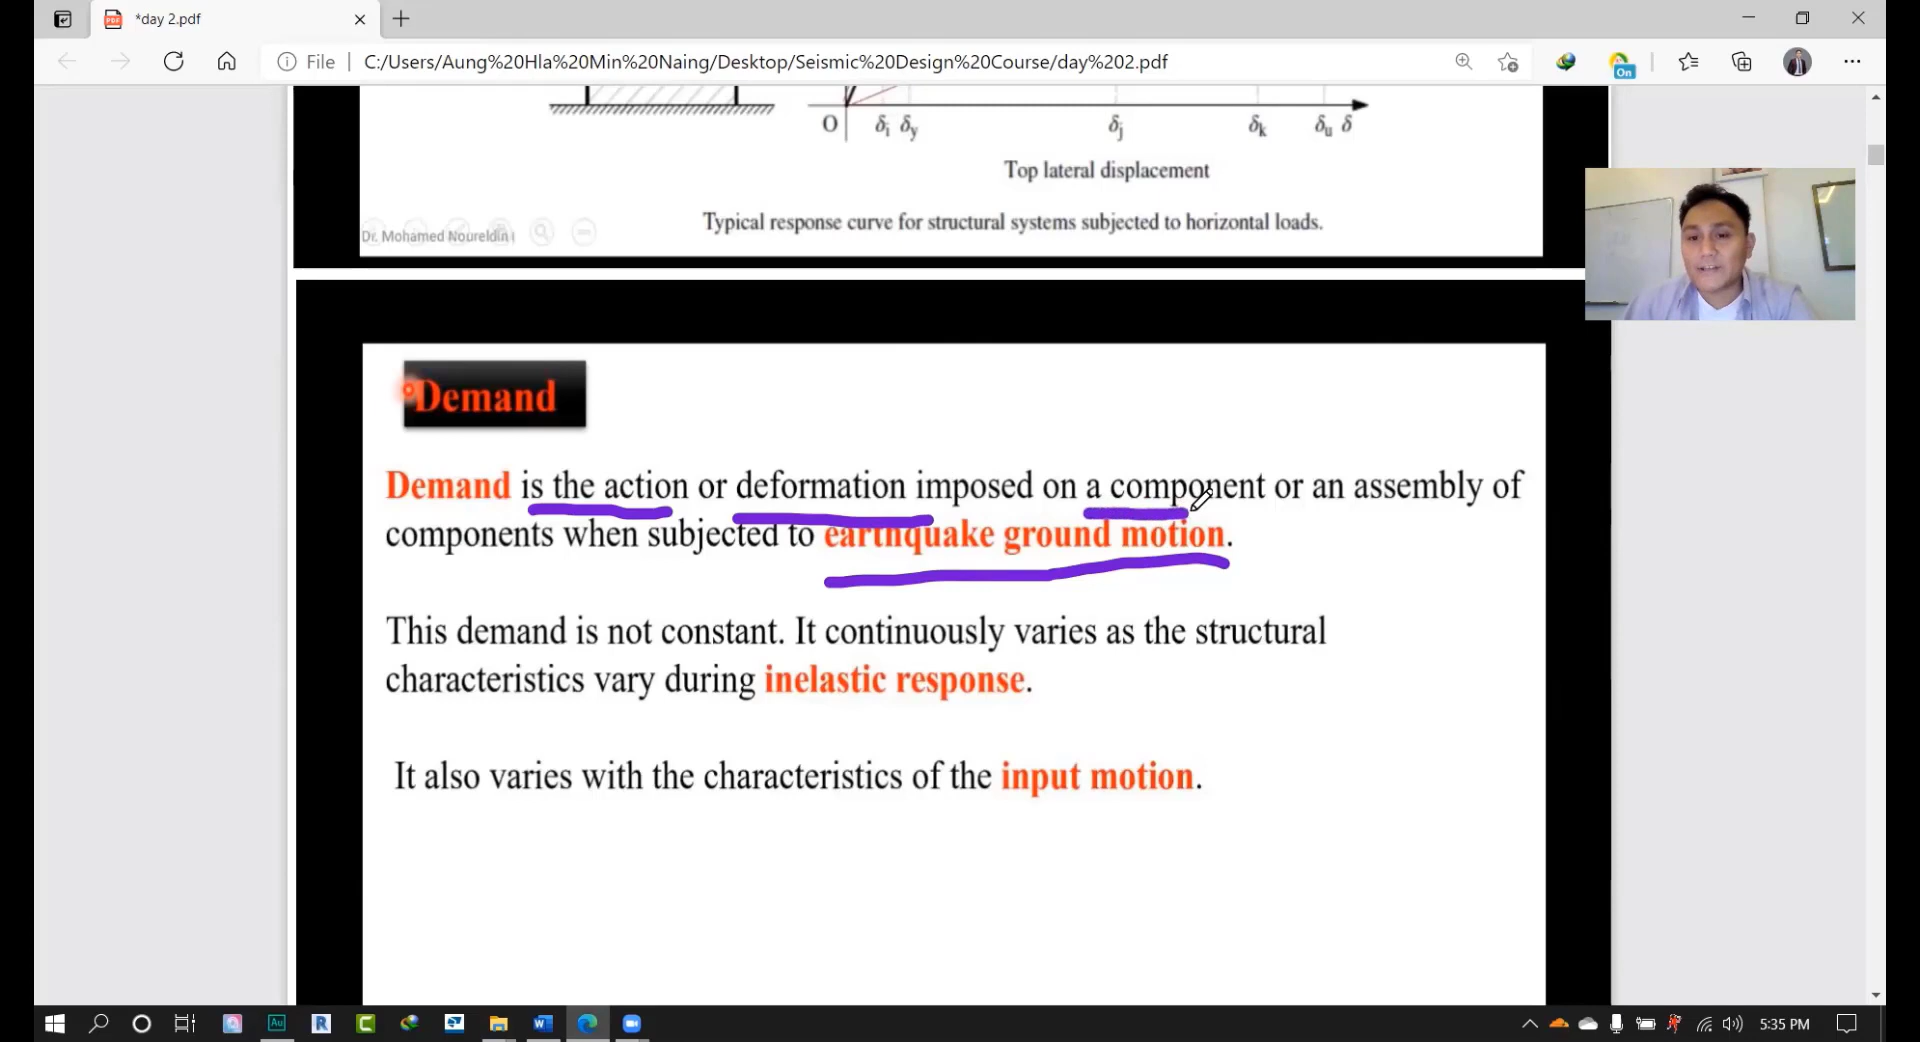 *day 2.pdf
File
C:/Users/Aung%20Hla%20Min%20Naing/Desktop/Seismic%20Design%20Course/day%202.pdf
On
O δi δy δj δk δu δ
Top lateral displacement
Typical response curve for structural systems subjected to horizontal loads.
Dr. Mohamed Noureldin
Demand
Demand is the action or deformation imposed on a component or an assembly of
components when subjected to earthquake ground motion.
This demand is not constant. It continuously varies as the structural
characteristics vary during inelastic response.
It also varies with the characteristics of the input motion.
Au
R
C
W
5:35 PM